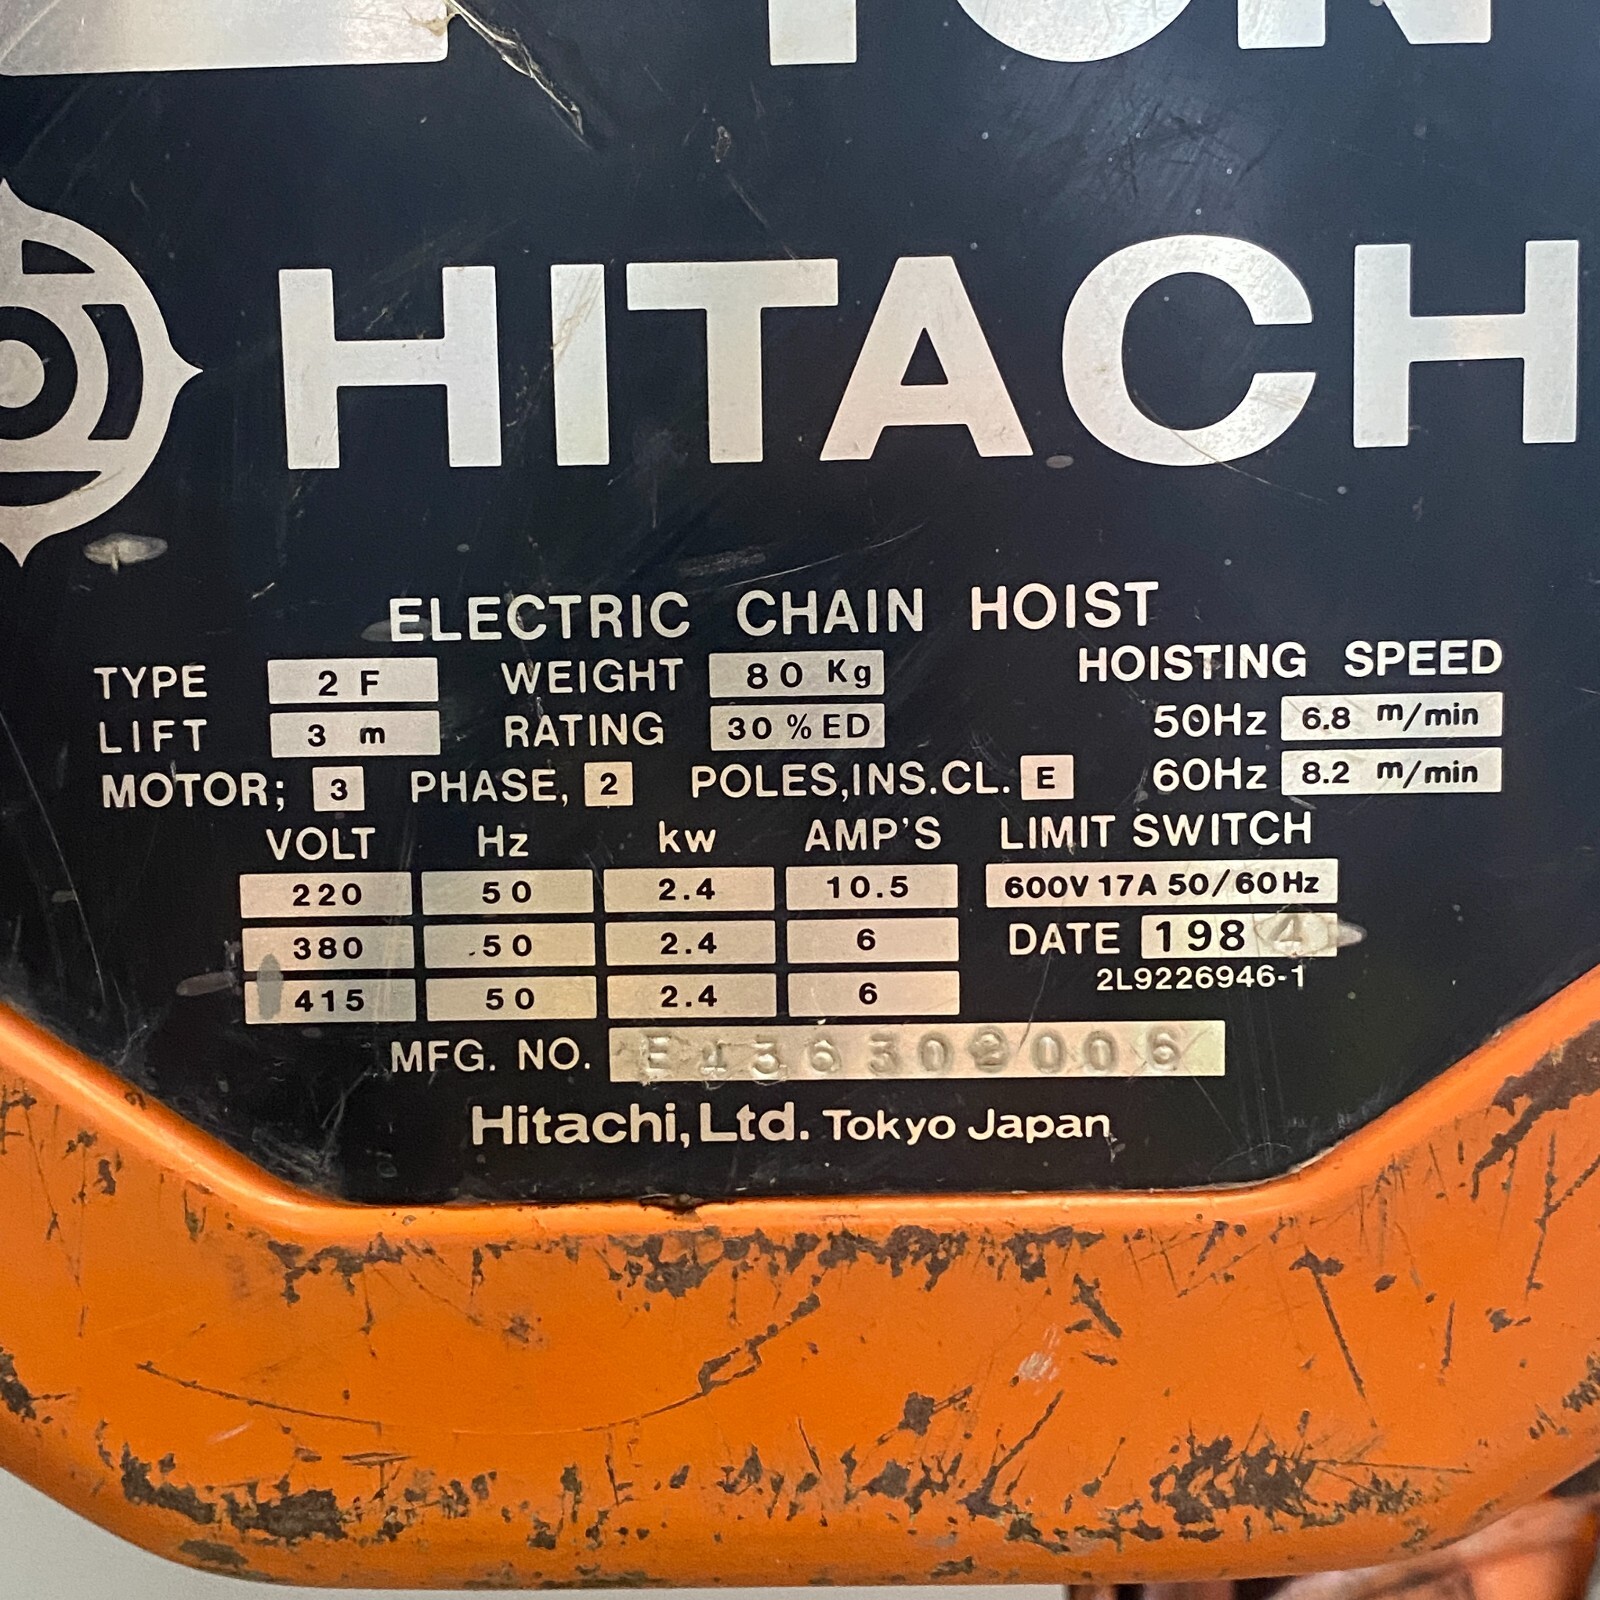 TON
HITACHI
ELECTRIC CHAIN HOIST
TYPE 2 F WEIGHT 80 Kg HOISTING SPEED
LIFT 3 m RATING 30 % ED 50Hz 6.8 m/min
MOTOR; 3 PHASE, 2 POLES, INS. CL. E 60Hz 8.2 m/min
VOLT Hz kw AMP'S LIMIT SWITCH
220 50 2.4 10.5 600V 17A 50/60Hz
380 50 2.4 6 DATE 1984
2L9226946-1
415 50 2.4 6
MFG. NO. E436302006
Hitachi, Ltd. Tokyo Japan